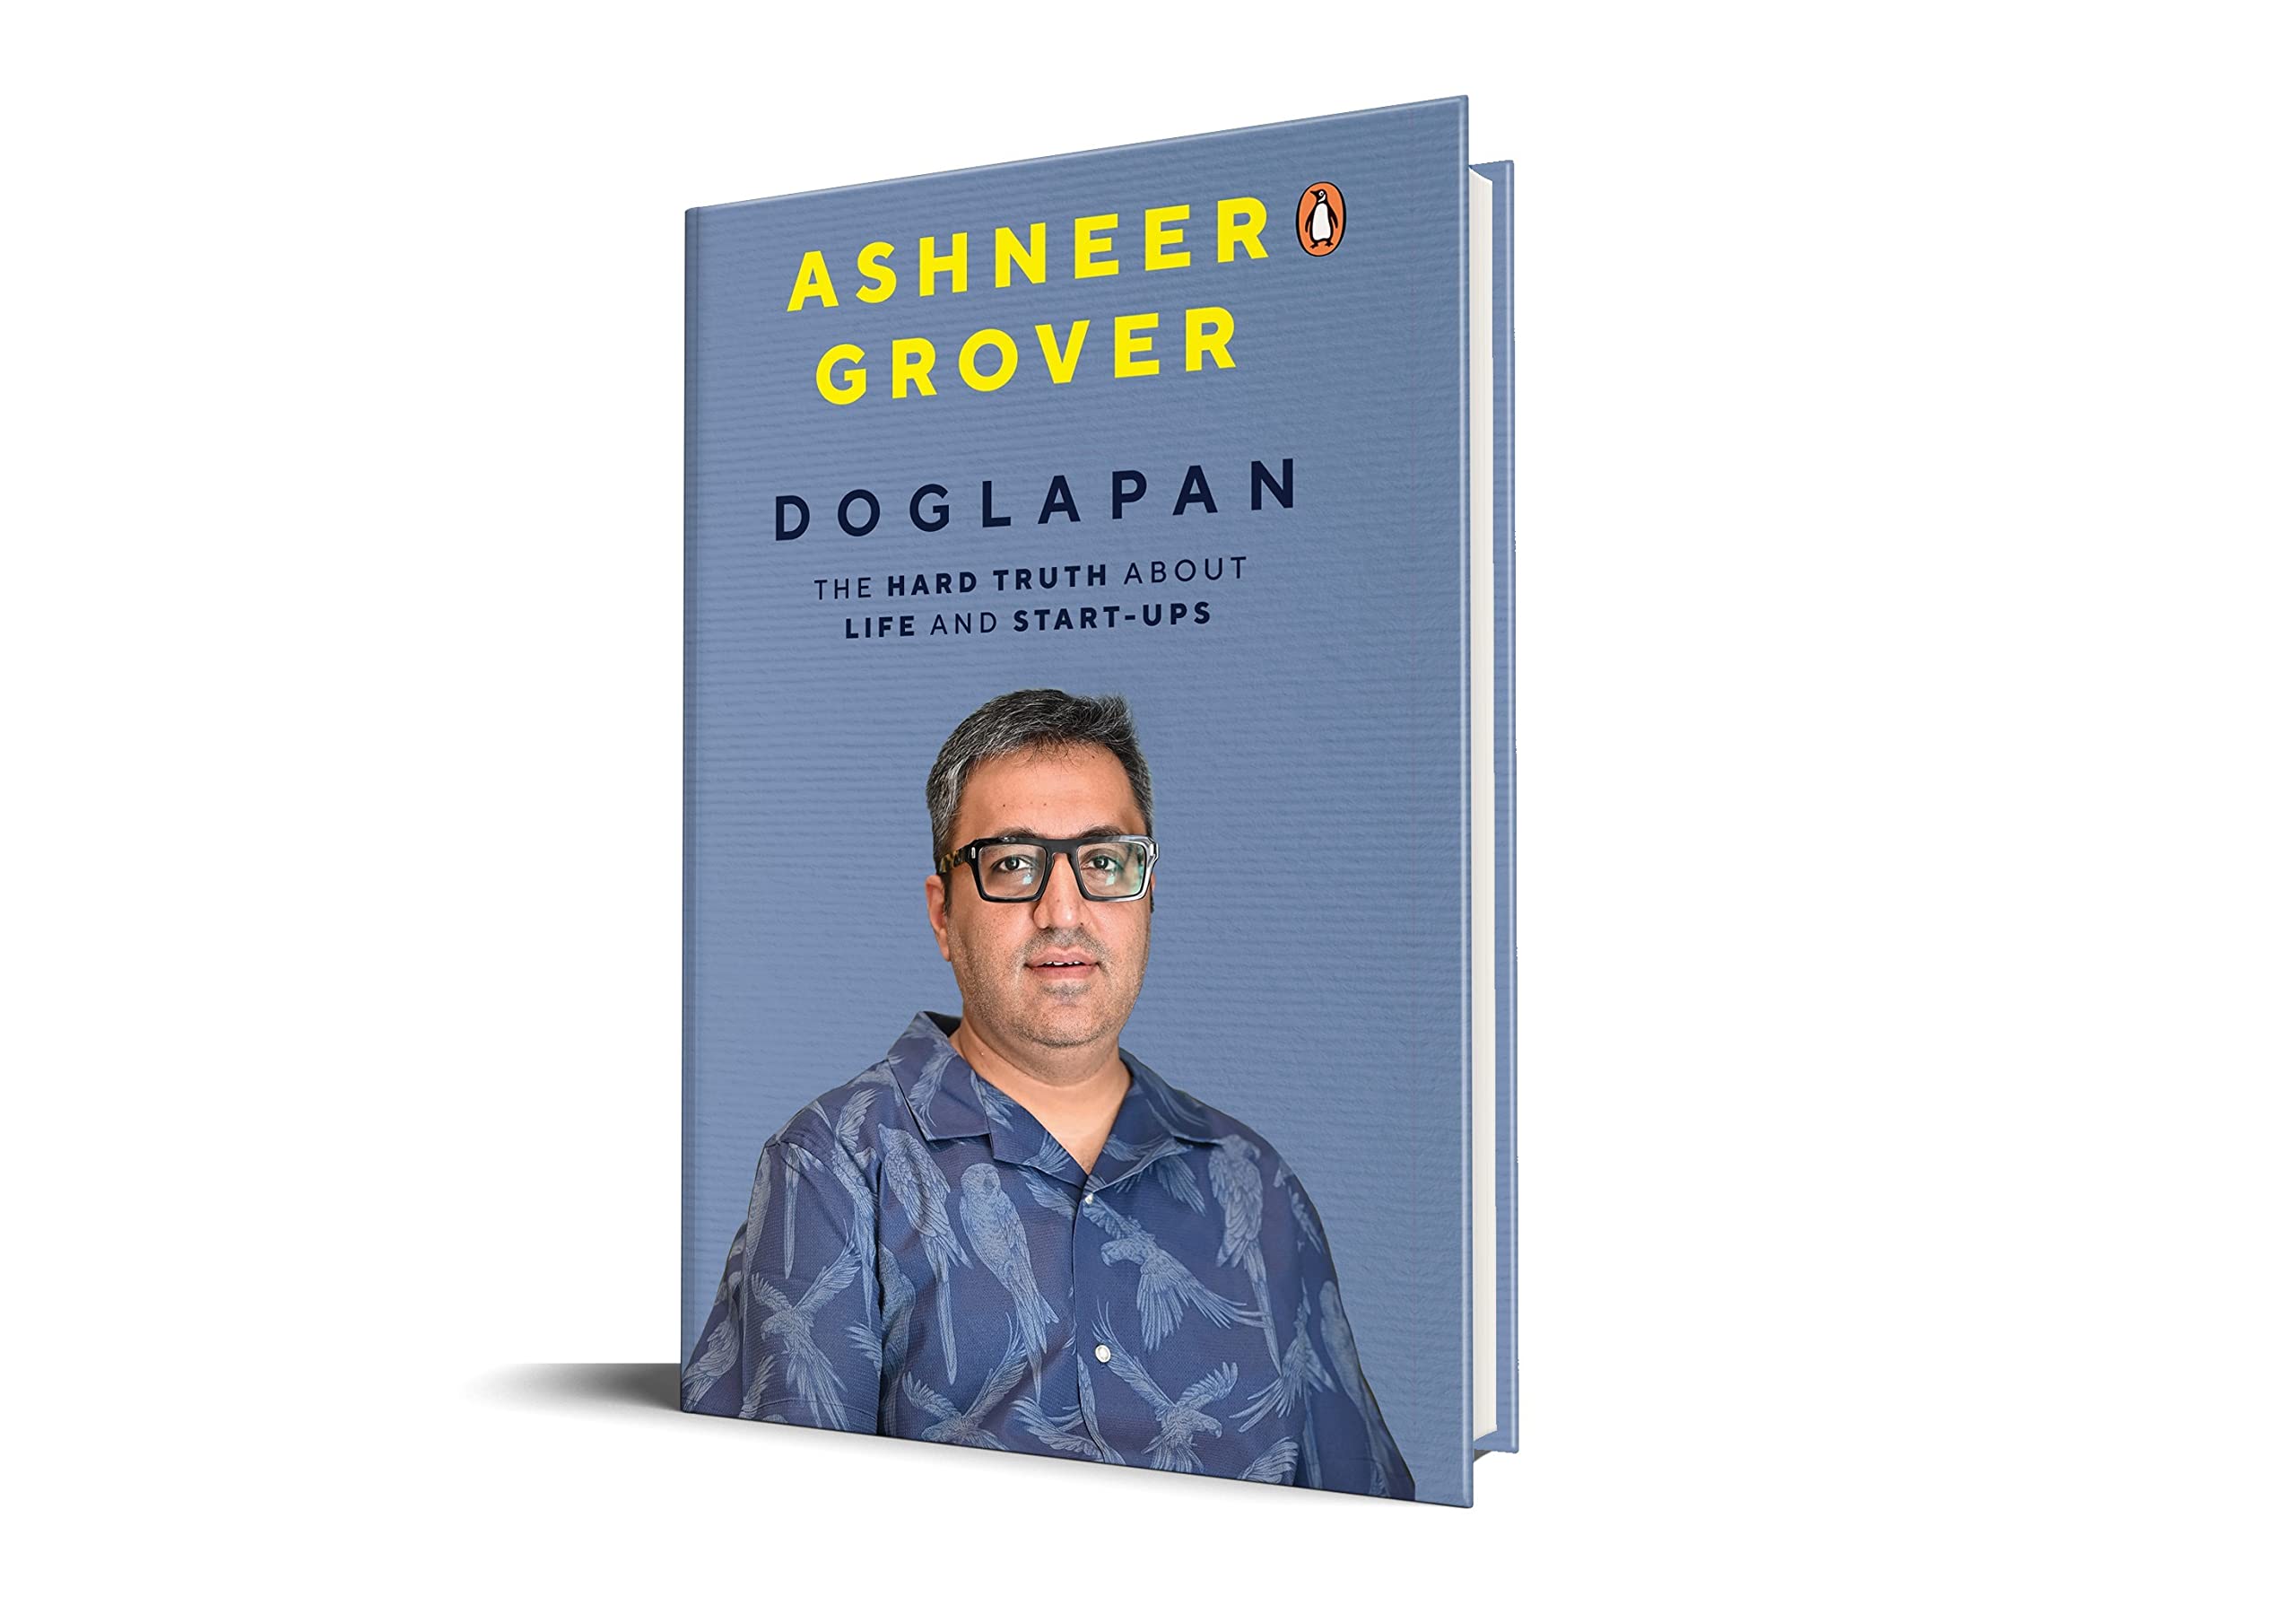 ASHNEER
GROVER
DOGLAPAN
THE HARD TRUTH ABOUT
LIFE AND START-UPS